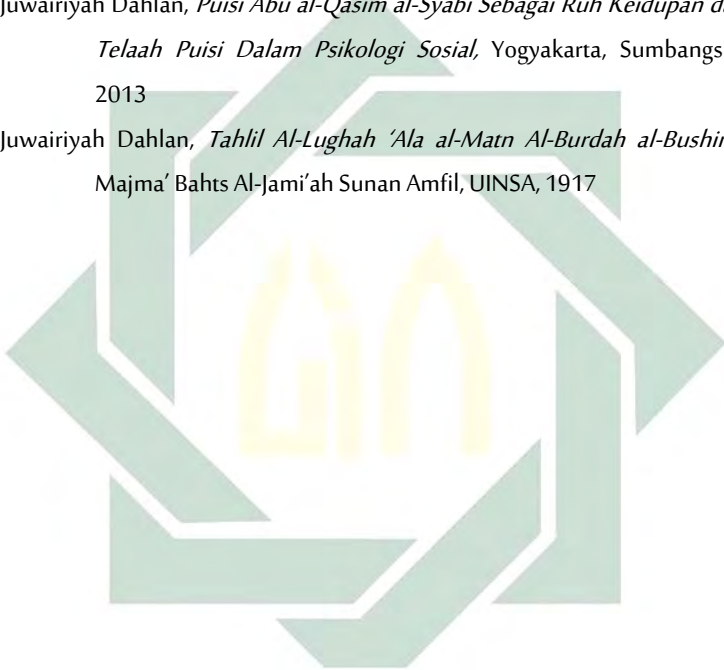 Juwairiyah Dahlan, Puisi Abu al-Qasim al-Syabi Sebagai Ruh Keidupan
Telaah Puisi Dalam Psikologi Sosial, Yogyakarta, Sumbangs
2013
Juwairiyah Dahlan, Tahlil Al-Lughah ‘Ala al-Matn Al-Burdah al-Bushir
Majma’ Bahts Al-Jami’ah Sunan Amfil, UINSA, 1917